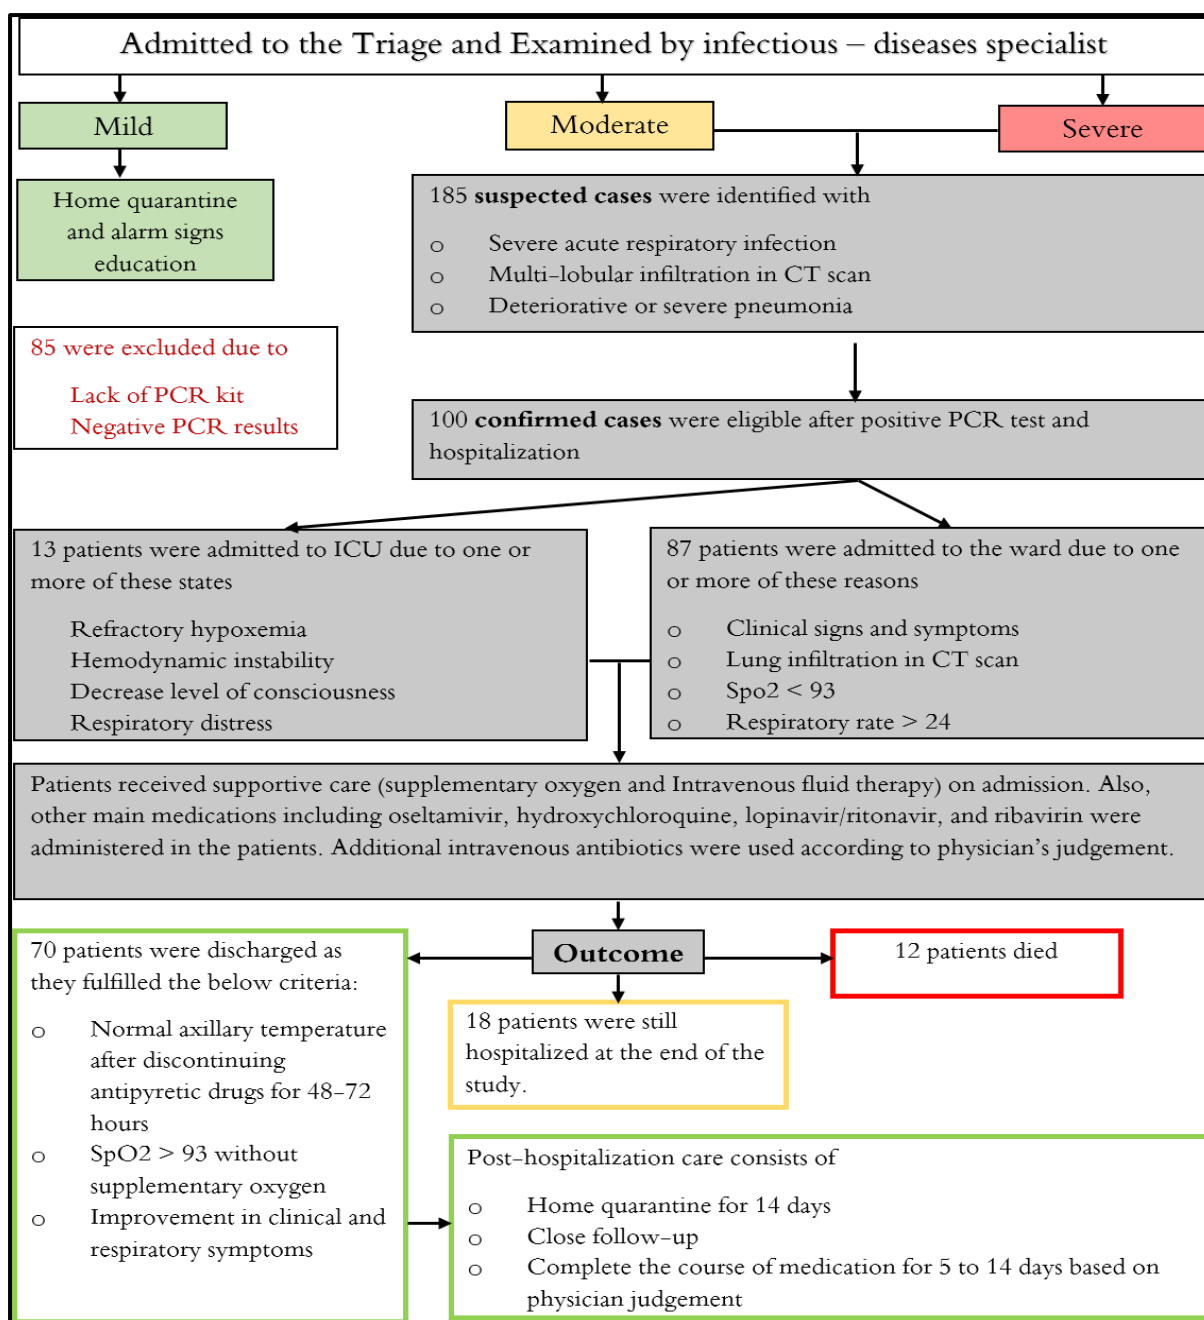 Admitted to the Triage and Examined by infectious – diseases specialist
Mild
Moderate
Severe
Home quarantine
and alarm signs
education
185 suspected cases were identified with
o Severe acute respiratory infection
o Multi-lobular infiltration in CT scan
o Deteriorative or severe pneumonia
85 were excluded due to
Lack of PCR kit
Negative PCR results
100 confirmed cases were eligible after positive PCR test and
hospitalization
13 patients were admitted to ICU due to one or
more of these states
Refractory hypoxemia
Hemodynamic instability
Decrease level of consciousness
Respiratory distress
87 patients were admitted to the ward due to one
or more of these reasons
o Clinical signs and symptoms
o Lung infiltration in CT scan
o Spo2 < 93
o Respiratory rate > 24
Patients received supportive care (supplementary oxygen and Intravenous fluid therapy) on admission. Also,
other main medications including oseltamivir, hydroxychloroquine, lopinavir/ritonavir, and ribavirin were
administered in the patients. Additional intravenous antibiotics were used according to physician's judgement.
Outcome
70 patients were discharged as
they fulfilled the below criteria:
o Normal axillary temperature
after discontinuing
antipyretic drugs for 48-72
hours
o SpO2 > 93 without
supplementary oxygen
o Improvement in clinical and
respiratory symptoms
12 patients died
18 patients were still
hospitalized at the end of the
study.
Post-hospitalization care consists of
o Home quarantine for 14 days
o Close follow-up
o Complete the course of medication for 5 to 14 days based on
physician judgement